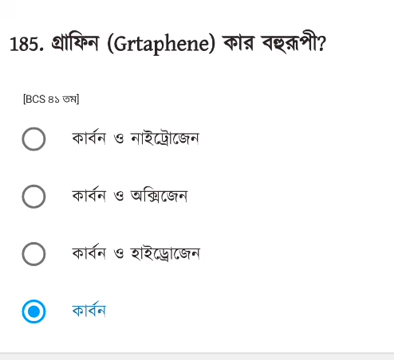 185. গ্রাফিন (Grtaphene) কার বহুরূপী?
[BCS ৪১ তম]
কার্বন ও নাইট্রোজেন
কার্বন ও অক্সিজেন
কার্বন ও হাইড্রোজেন
কার্বন